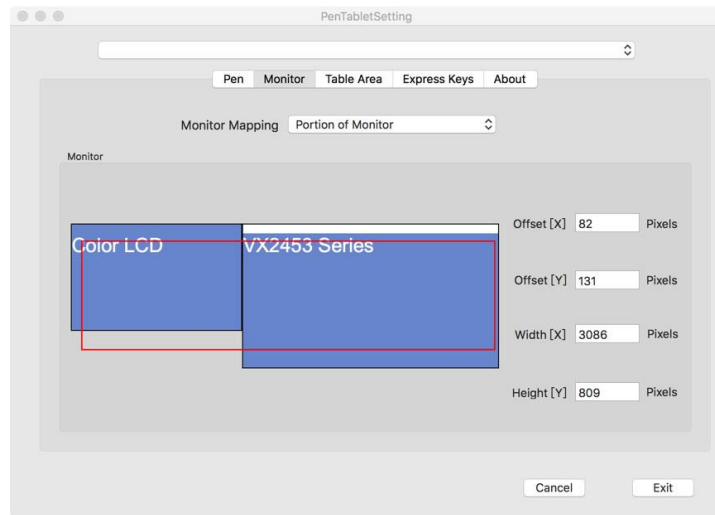 PenTabletSetting
Pen Monitor Table Area Express Keys About
Monitor Mapping Portion of Monitor
Monitor
Color LCD VX2453 Series
Offset [X] 82 Pixels
Offset [Y] 131 Pixels
Width [X] 3086 Pixels
Height [Y] 809 Pixels
Cancel Exit